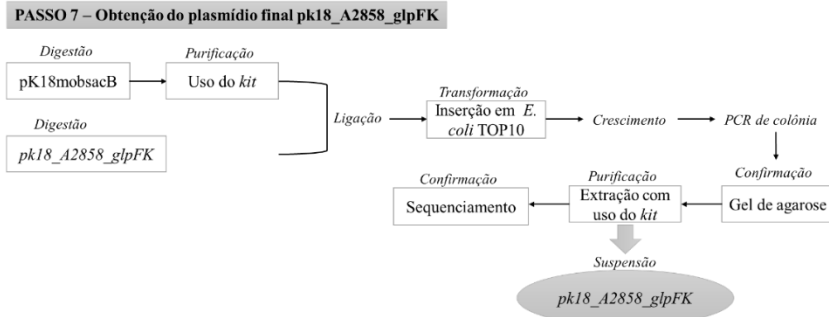 PASSO 7 – Obtenção do plasmídio final pk18_A2858_glpFK
Digestão
pK18mobsacB
Purificação
Uso do kit
Digestão
pk18_A2858_glpFK
Ligação
Transformação
Inserção em E.
coli TOP10
Crescimento
PCR de colônia
Confirmação
Gel de agarose
Purificação
Extração com
uso do kit
Confirmação
Sequenciamento
Suspensão
pk18_A2858_glpFK